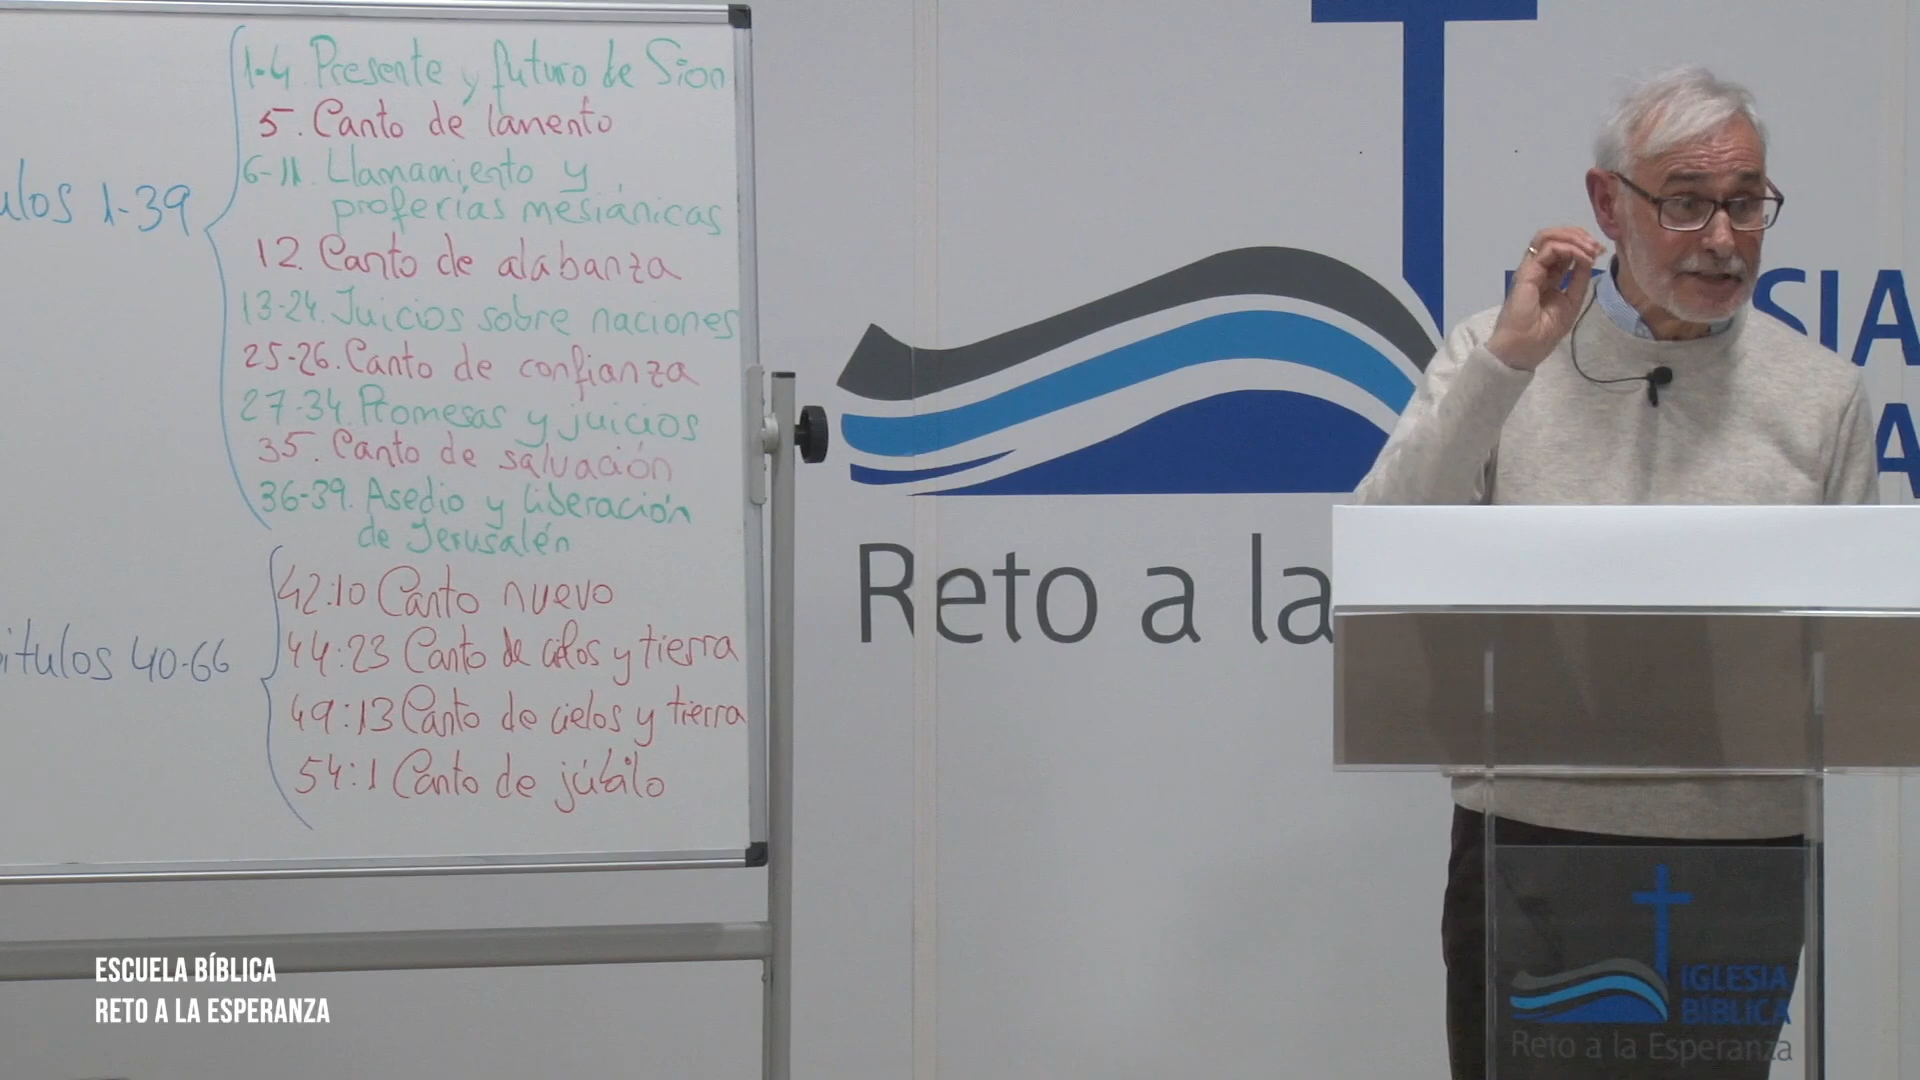 1-4. Presente y futuro de Sion
5. Canto de lamento
6-11. Llamamiento y
profecías mesiánicas
ulos 1-39
12. Canto de alabanza
13-24. Juicios sobre naciones
25-26. Canto de confianza
27-34. Promesas y juicios
35. Canto de salvación
36-39. Asedio y liberación
de Jerusalén
42:10 Canto nuevo
itulos 40-66
44:23 Canto de cielos y tierra
49:13 Canto de cielos y tierra
54:1 Canto de júbilo
SIA
A
Reto a la
IGLESIA
BÍBLICA
Reto a la Esperanza
ESCUELA BÍBLICA
RETO A LA ESPERANZA